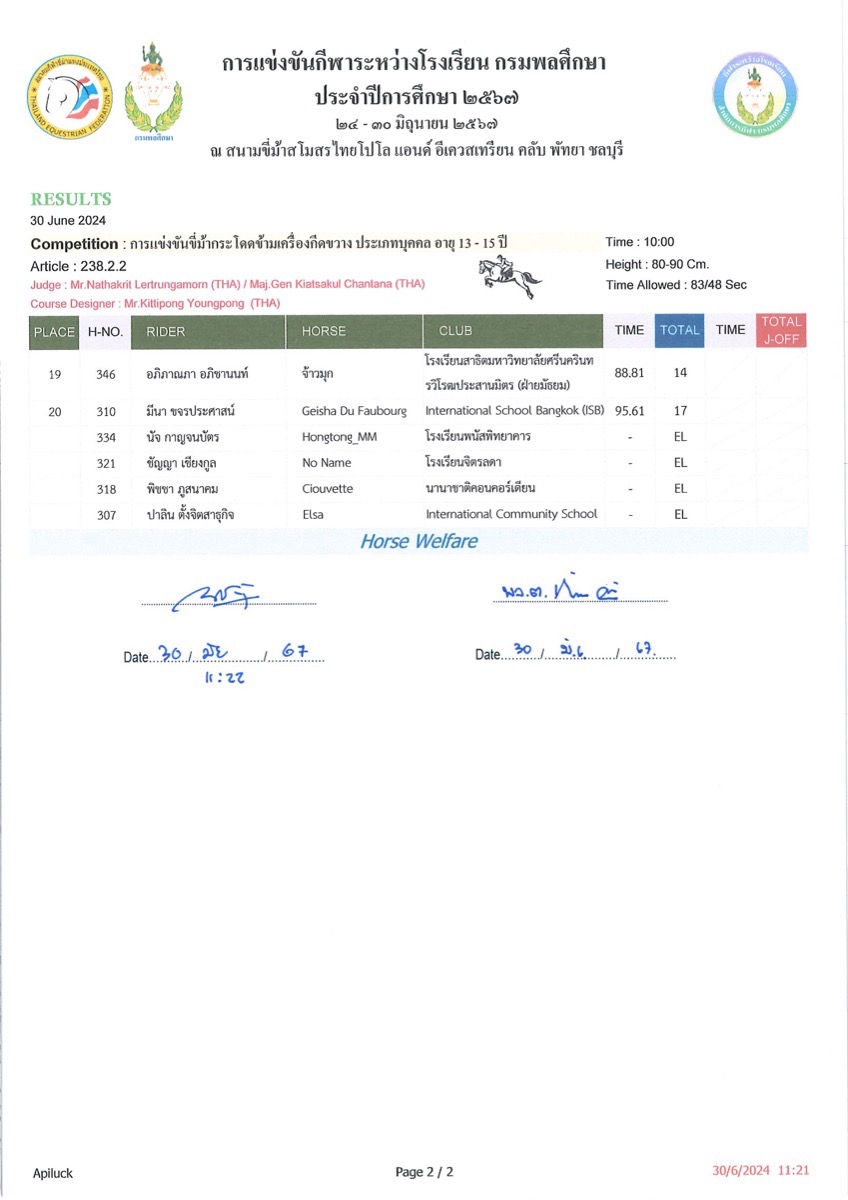 การแข่งขันกีฬาระหว่างโรงเรียน กรมพลศึกษา
ประจำปีการศึกษา ๒๕๖๗
๒๔ - ๓๐ มิถุนายน ๒๕๖๗
ณ สนามขี่ม้าสโมสรไทยโปโล แอนด์ อีเควสเทรียน คลับ พัทยา ชลบุรี
THAILAND EQUESTRIAN FEDERATION
กรมพลศึกษา
RESULTS
30 June 2024
Competition : การแข่งขันขี่ม้ากระโดดข้ามเครื่องกีดขวาง ประเภทบุคคล อายุ 13 - 15 ปี Time : 10:00
Article : 238.2.2 Height : 80-90 Cm.
Judge : Mr.Nathakrit Lertrungamorn (THA) / Maj.Gen Kiatsakul Chantana (THA) Time Allowed : 83/48 Sec
Course Designer : Mr.Kittipong Youngpong (THA)
PLACE H-NO. RIDER HORSE CLUB TIME TOTAL TIME TOTAL J-OFF
19 346 อภิภาณภา อภิชานนท์ จ้าวมุก โรงเรียนสาธิตมหาวิทยาลัยศรีนครินท 88.81 14
รวิโรฒประสานมิตร (ฝ่ายมัธยม)
20 310 มีนา ขจรประศาสน์ Geisha Du Faubourg International School Bangkok (ISB) 95.61 17
334 นัจ กาญจนบัตร Hongtong_MM โรงเรียนพนัสพิทยาคาร - EL
321 ชัญญา เชียงกูล No Name โรงเรียนจิตรลดา - EL
318 พิชชา ภูสนาคม Ciouvette นานาชาติคอนคอร์เดียน - EL
307 ปาลิน ตั้งจิตสาธุกิจ Elsa International Community School - EL
Horse Welfare
Date 30 / มิย / 67 Date 30 / มิ.ย. / 67.
11:22
Apiluck Page 2 / 2 30/6/2024 11:21